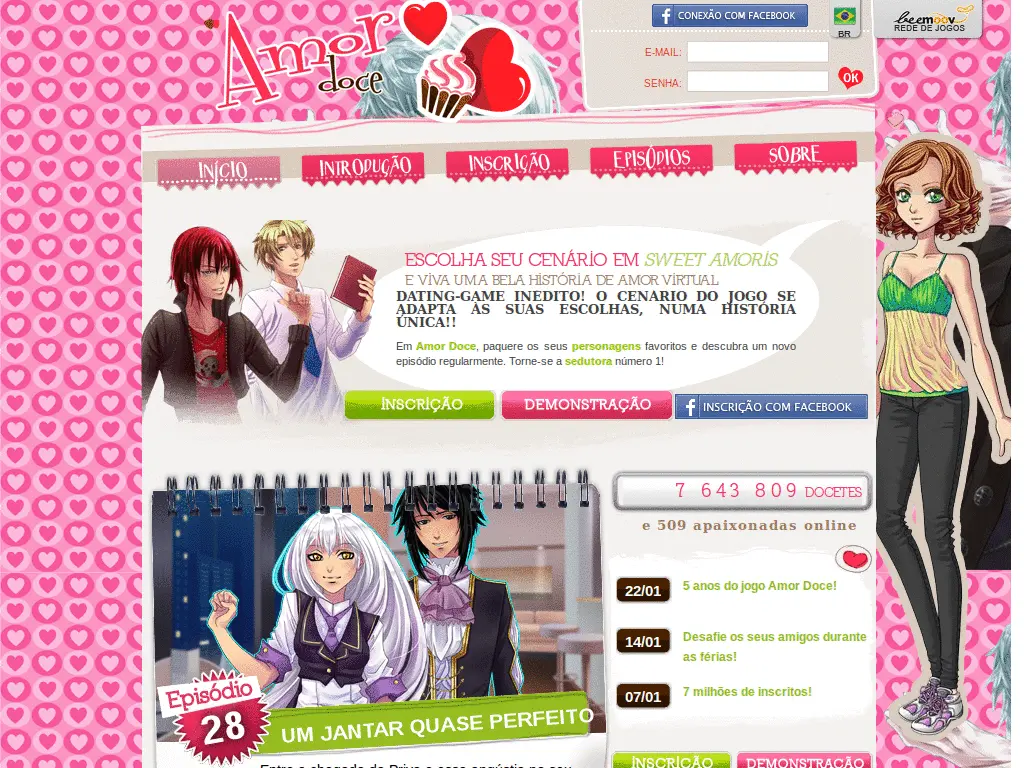 CONEXÃO COM FACEBOOK
BR
beemoov
REDE DE JOGOS
Amor
doce
E-MAIL:
SENHA:
OK
INÍCIO
INTRODUÇÃO
INSCRIÇÃO
EPISÓDIOS
SOBRE
ESCOLHA SEU CENÁRIO EM SWEET AMORIS
E VIVA UMA BELA HISTÓRIA DE AMOR VIRTUAL
DATING-GAME INEDITO! O CENARIO DO JOGO SE
ADAPTA ÀS SUAS ESCOLHAS, NUMA HISTÓRIA
ÚNICA!!
Em Amor Doce, paquere os seus personagens favoritos e descubra um novo
episódio regularmente. Torne-se a sedutora número 1!
INSCRIÇÃO
DEMONSTRAÇÃO
INSCRIÇÃO COM FACEBOOK
7 643 809 DOCETES
e 509 apaixonadas online
22/01
5 anos do jogo Amor Doce!
14/01
Desafie os seus amigos durante
as férias!
07/01
7 milhões de inscritos!
Episódio
28
UM JANTAR QUASE PERFEITO
INSCRIÇÃO
DEMONSTRAÇÃO